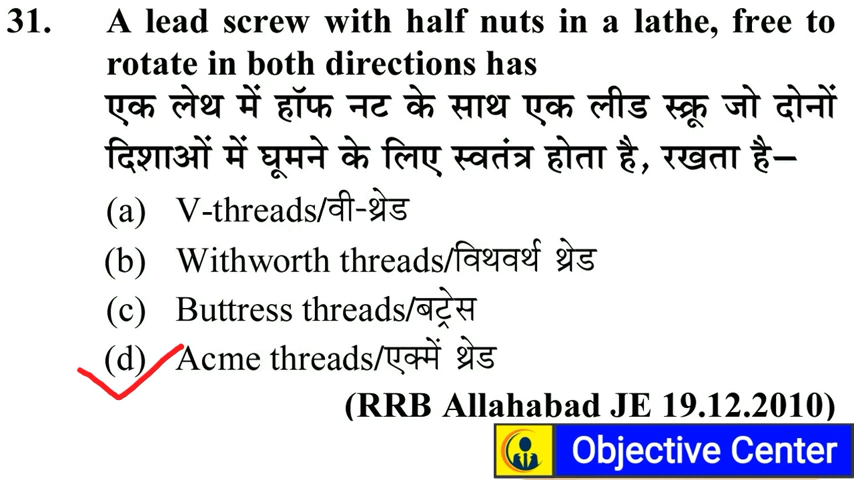 31. A lead screw with half nuts in a lathe, free to
rotate in both directions has
एक लेथ में हॉफ नट के साथ एक लीड स्क्रू जो दोनों
दिशाओं में घूमने के लिए स्वतंत्र होता है, रखता है–
(a) V-threads/वी-थ्रेड
(b) Withworth threads/विथवर्थ थ्रेड
(c) Buttress threads/बट्रेस
(d) Acme threads/एक्में थ्रेड
(RRB Allahabad JE 19.12.2010)
Objective Center